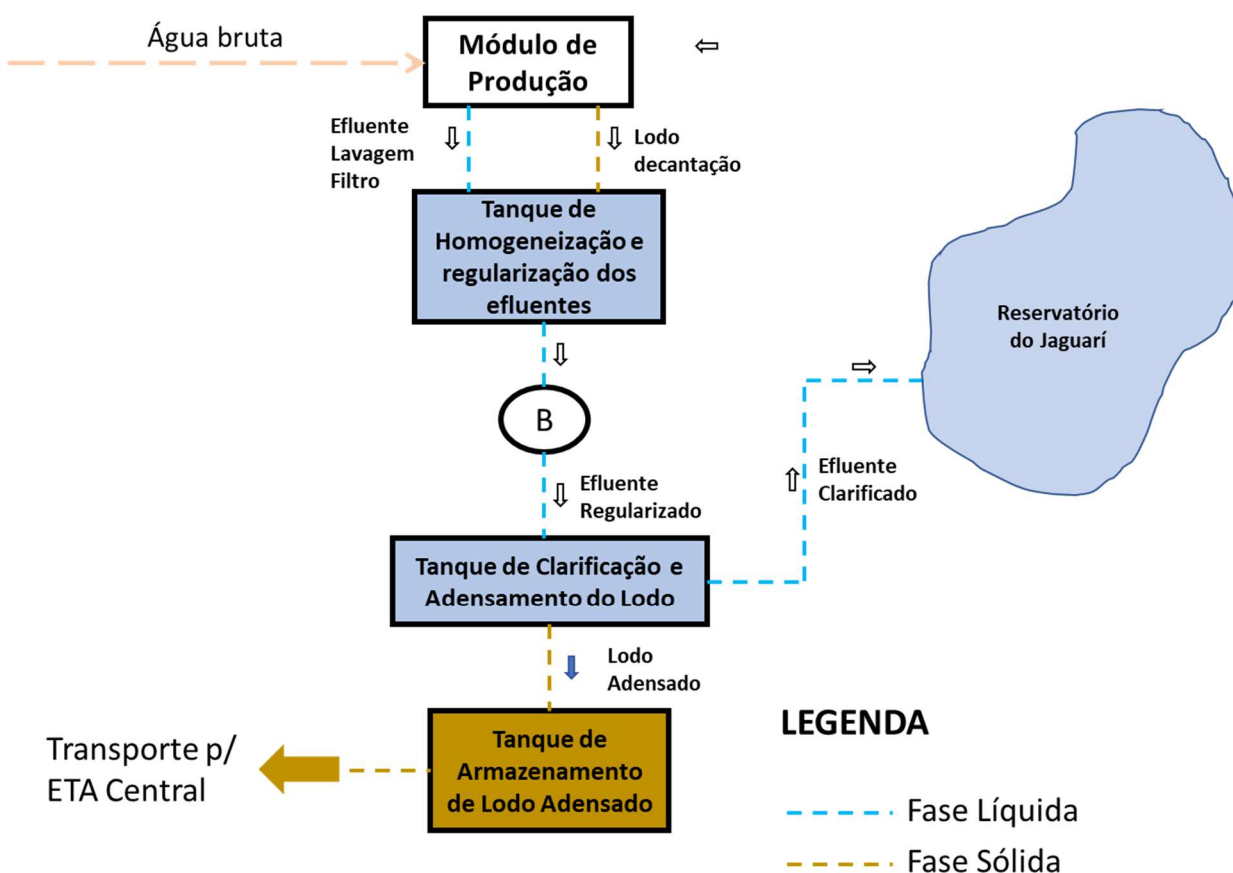 Água bruta
Módulo de
Produção
Efluente
Lavagem
Filtro
Lodo
decantação
Tanque de
Homogeneização e
regularização dos
efluentes
Reservatório
do Jaguarí
B
Efluente
Regularizado
Efluente
Clarificado
Tanque de Clarificação e
Adensamento do Lodo
Lodo
Adensado
Tanque de
Armazenamento
de Lodo Adensado
Transporte p/
ETA Central
LEGENDA
Fase Líquida
Fase Sólida